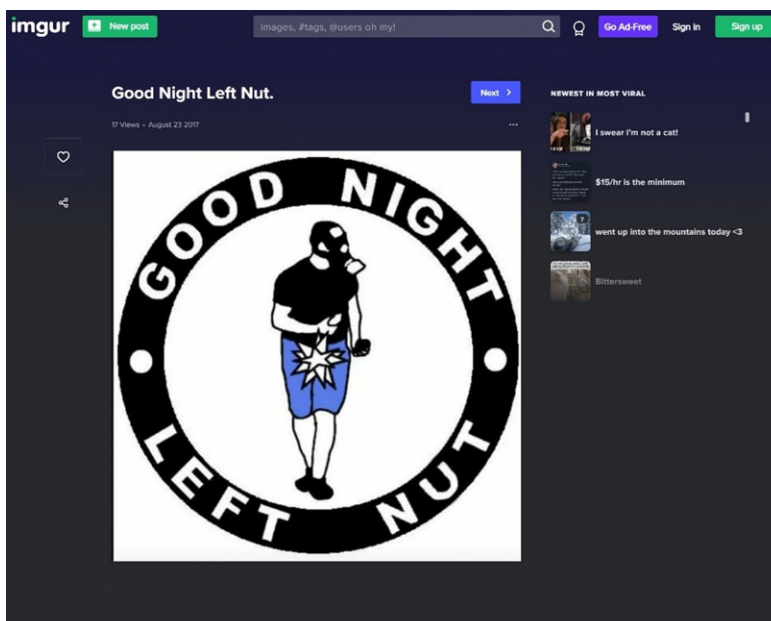 imgur
New post
Images, #tags, @users oh my!
Go Ad-Free
Sign in
Sign up
Good Night Left Nut.
Next >
17 Views • August 23 2017
•••
GOOD NIGHT
LEFT NUT
NEWEST IN MOST VIRAL
I swear I'm not a cat!
$15/hr is the minimum
7
went up into the mountains today <3
Bittersweet